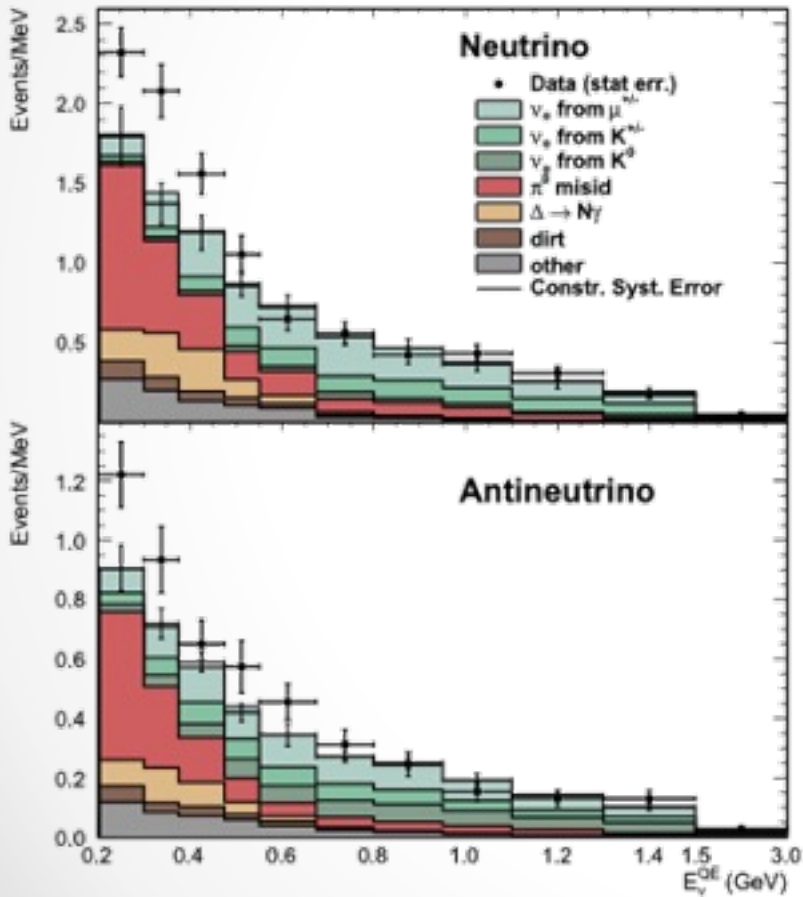 Events/MeV
2.5
2.0
1.5
1.0
0.5
Neutrino
Data (stat err.)
νe from μ+/-
νe from K+/-
νe from K0
π0 misid
Δ → Nγ
dirt
other
Constr. Syst. Error
Events/MeV
1.2
1.0
0.8
0.6
0.4
0.2
0.0
Antineutrino
0.2 0.4 0.6 0.8 1.0 1.2 1.4 1.5 3.0
EνQE (GeV)